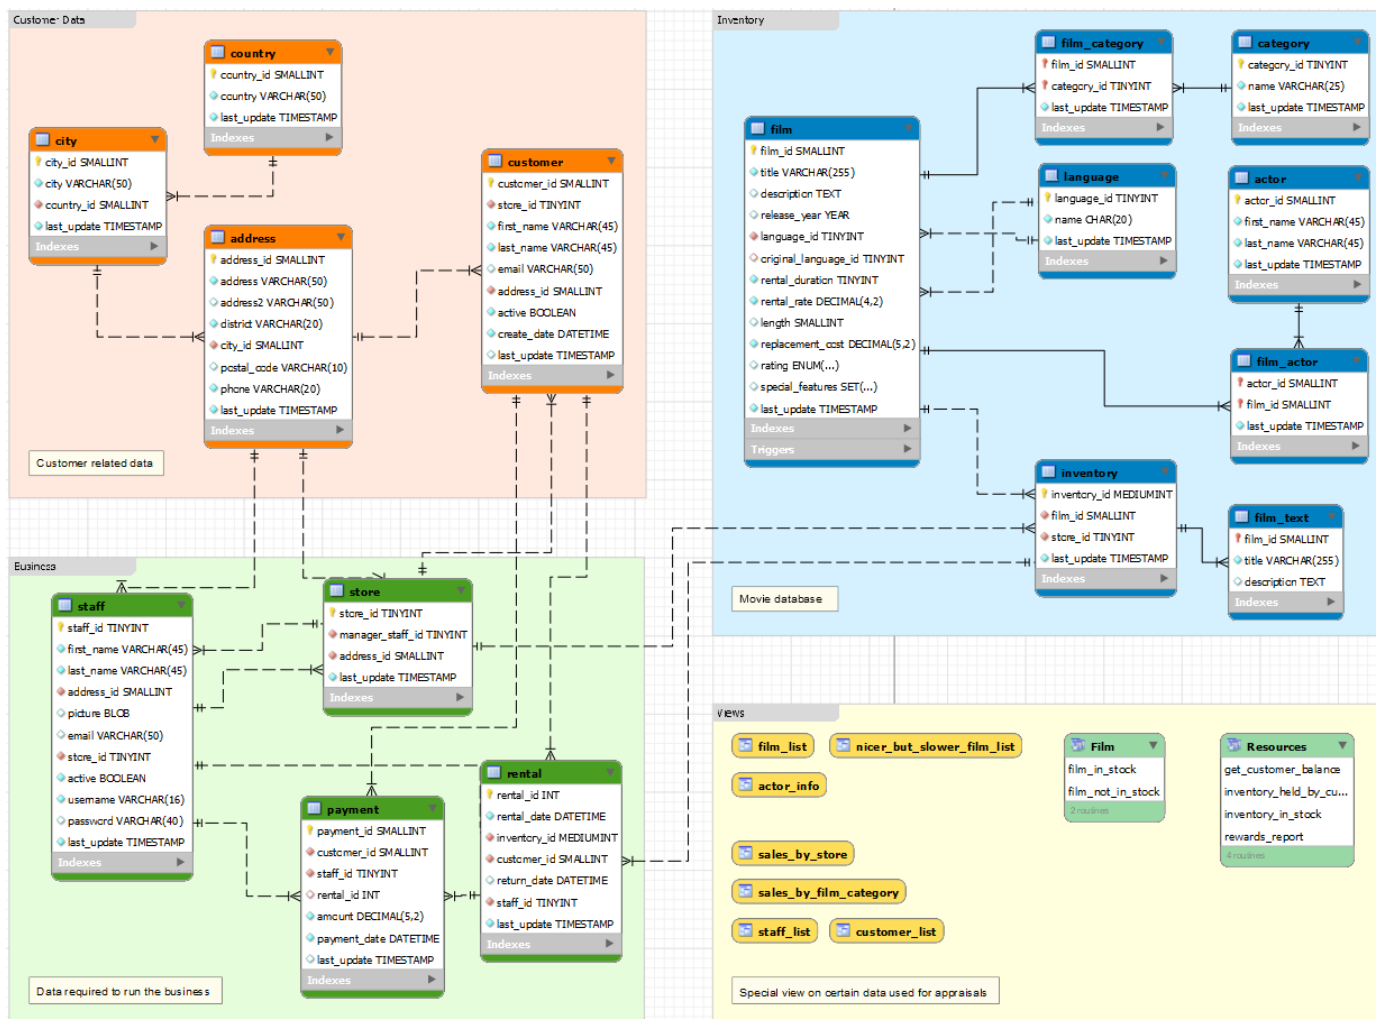 Customer Data
country
country_id SMALLINT
country VARCHAR(50)
last_update TIMESTAMP
Indexes
city
city_id SMALLINT
city VARCHAR(50)
country_id SMALLINT
last_update TIMESTAMP
Indexes
address
address_id SMALLINT
address VARCHAR(50)
address2 VARCHAR(50)
district VARCHAR(20)
city_id SMALLINT
postal_code VARCHAR(10)
phone VARCHAR(20)
last_update TIMESTAMP
Indexes
customer
customer_id SMALLINT
store_id TINYINT
first_name VARCHAR(45)
last_name VARCHAR(45)
email VARCHAR(50)
address_id SMALLINT
active BOOLEAN
create_date DATETIME
last_update TIMESTAMP
Indexes
Customer related data
Inventory
film
film_id SMALLINT
title VARCHAR(255)
description TEXT
release_year YEAR
language_id TINYINT
original_language_id TINYINT
rental_duration TINYINT
rental_rate DECIMAL(4,2)
length SMALLINT
replacement_cost DECIMAL(5,2)
rating ENUM(...)
special_features SET(...)
last_update TIMESTAMP
Indexes
Triggers
film_category
film_id SMALLINT
category_id TINYINT
last_update TIMESTAMP
Indexes
category
category_id TINYINT
name VARCHAR(25)
last_update TIMESTAMP
Indexes
language
language_id TINYINT
name CHAR(20)
last_update TIMESTAMP
Indexes
actor
actor_id SMALLINT
first_name VARCHAR(45)
last_name VARCHAR(45)
last_update TIMESTAMP
Indexes
film_actor
actor_id SMALLINT
film_id SMALLINT
last_update TIMESTAMP
Indexes
inventory
inventory_id MEDIUMINT
film_id SMALLINT
store_id TINYINT
last_update TIMESTAMP
Indexes
film_text
film_id SMALLINT
title VARCHAR(255)
description TEXT
Indexes
Movie database
Business
staff
staff_id TINYINT
first_name VARCHAR(45)
last_name VARCHAR(45)
address_id SMALLINT
picture BLOB
email VARCHAR(50)
store_id TINYINT
active BOOLEAN
username VARCHAR(16)
password VARCHAR(40)
last_update TIMESTAMP
Indexes
store
store_id TINYINT
manager_staff_id TINYINT
address_id SMALLINT
last_update TIMESTAMP
Indexes
payment
payment_id SMALLINT
customer_id SMALLINT
staff_id TINYINT
rental_id INT
amount DECIMAL(5,2)
payment_date DATETIME
last_update TIMESTAMP
Indexes
rental
rental_id INT
rental_date DATETIME
inventory_id MEDIUMINT
customer_id SMALLINT
return_date DATETIME
staff_id TINYINT
last_update TIMESTAMP
Indexes
Data required to run the business
Views
film_list
nicer_but_slower_film_list
actor_info
sales_by_store
sales_by_film_category
staff_list
customer_list
Film
film_in_stock
film_not_in_stock
2 routines
Resources
get_customer_balance
inventory_held_by_cu...
inventory_in_stock
rewards_report
4 routines
Special view on certain data used for appraisals